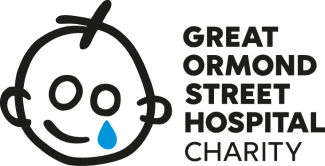 GREAT
ORMOND
STREET
HOSPITAL
CHARITY